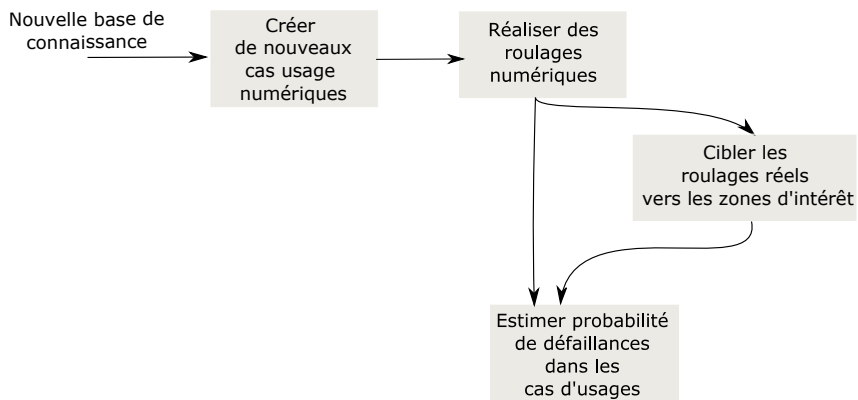 Nouvelle base de
connaissance
Créer
de nouveaux
cas usage
numériques
Réaliser des
roulages
numériques
Cibler les
roulages réels
vers les zones d'intérêt
Estimer probabilité
de défaillances
dans les
cas d'usages